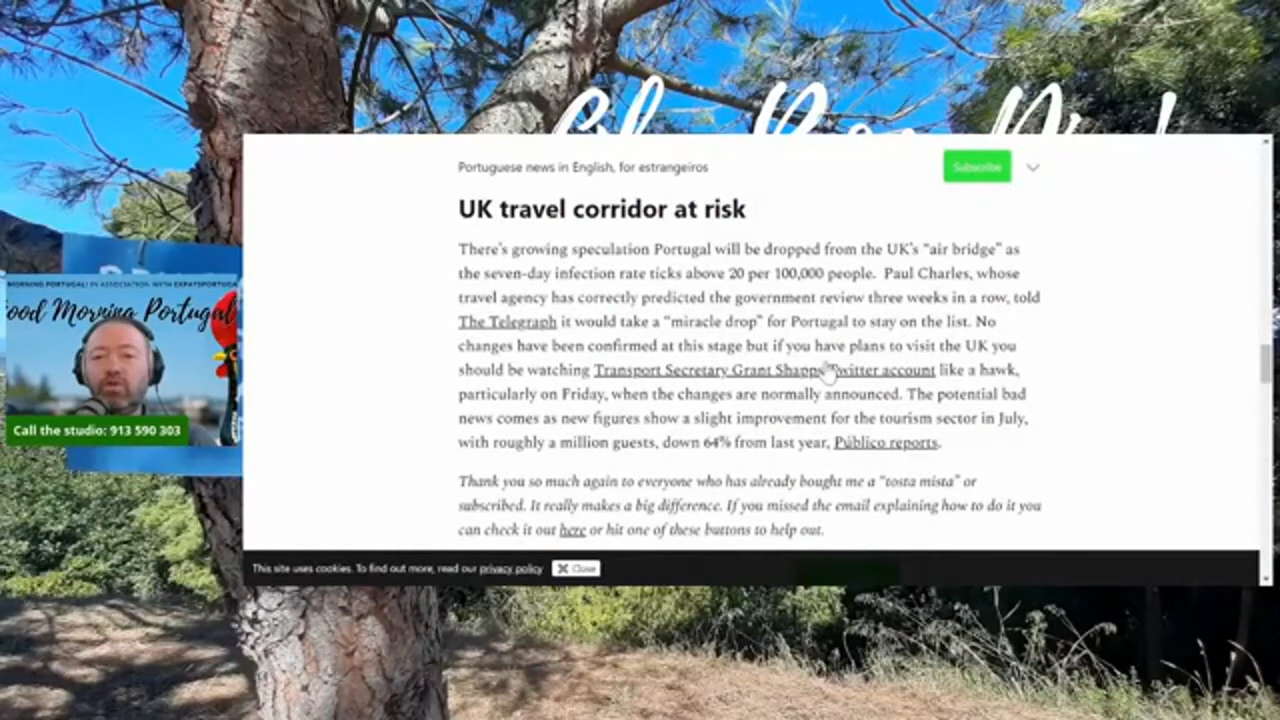 Portuguese news in English, for estrangeiros
Subscribe
UK travel corridor at risk
There's growing speculation Portugal will be dropped from the UK's "air bridge" as
the seven-day infection rate ticks above 20 per 100,000 people. Paul Charles, whose
travel agency has correctly predicted the government review three weeks in a row, told
The Telegraph it would take a "miracle drop" for Portugal to stay on the list. No
changes have been confirmed at this stage but if you have plans to visit the UK you
should be watching Transport Secretary Grant Shapps Twitter account like a hawk,
particularly on Friday, when the changes are normally announced. The potential bad
news comes as new figures show a slight improvement for the tourism sector in July,
with roughly a million guests, down 64% from last year, Público reports.
Thank you so much again to everyone who has already bought me a "tosta mista" or
subscribed. It really makes a big difference. If you missed the email explaining how to do it you
can check it out here or hit one of these buttons to help out.
This site uses cookies. To find out more, read our privacy policy
Close
MORNING PORTUGAL! IN ASSOCIATION WITH EXPATSPORTUGA
ood Morning Portugal
Call the studio: 913 590 303